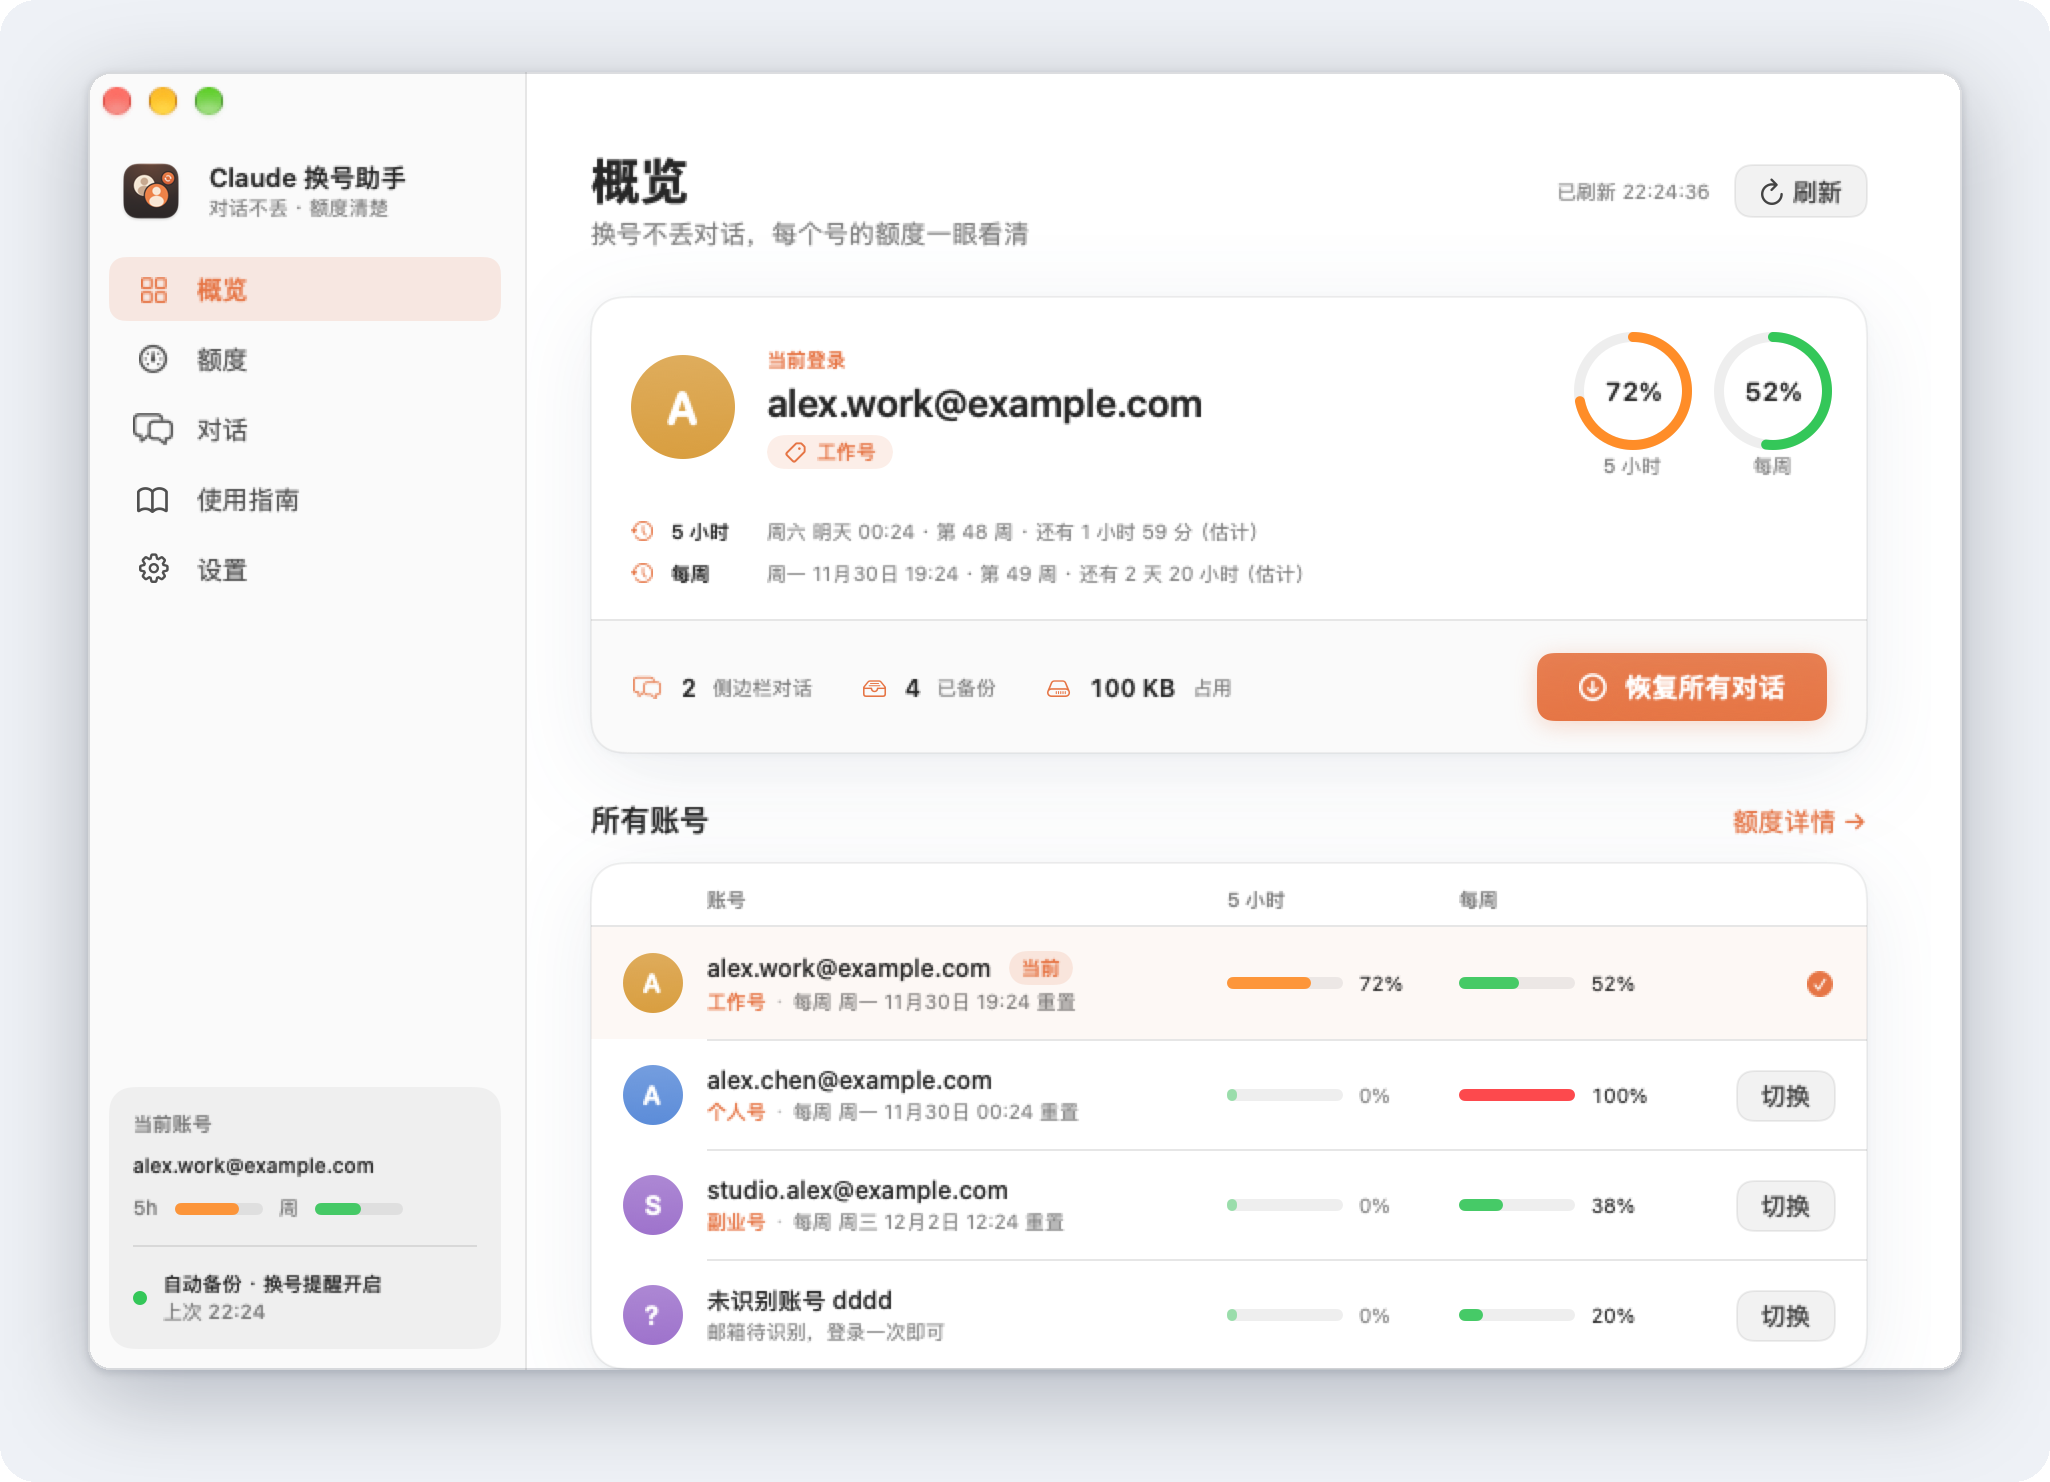 Claude 换号助手
对话不丢 · 额度清楚
概览
额度
对话
使用指南
设置
当前账号
alex.work@example.com
5h 周
自动备份 · 换号提醒开启
上次 22:24
概览
换号不丢对话，每个号的额度一眼看清
已刷新 22:24:36
刷新
A
当前登录
alex.work@example.com
工作号
72%
5 小时
52%
每周
5 小时 周六 明天 00:24 · 第 48 周 · 还有 1 小时 59 分 (估计)
每周 周一 11月30日 19:24 · 第 49 周 · 还有 2 天 20 小时 (估计)
2 侧边栏对话 4 已备份 100 KB 占用
恢复所有对话
所有账号
额度详情 →
账号 5 小时 每周
A
alex.work@example.com 当前
工作号 · 每周 周一 11月30日 19:24 重置
72% 52%
A
alex.chen@example.com
个人号 · 每周 周一 11月30日 00:24 重置
0% 100% 切换
S
studio.alex@example.com
副业号 · 每周 周三 12月2日 12:24 重置
0% 38% 切换
?
未识别账号 dddd
邮箱待识别，登录一次即可
0% 20% 切换